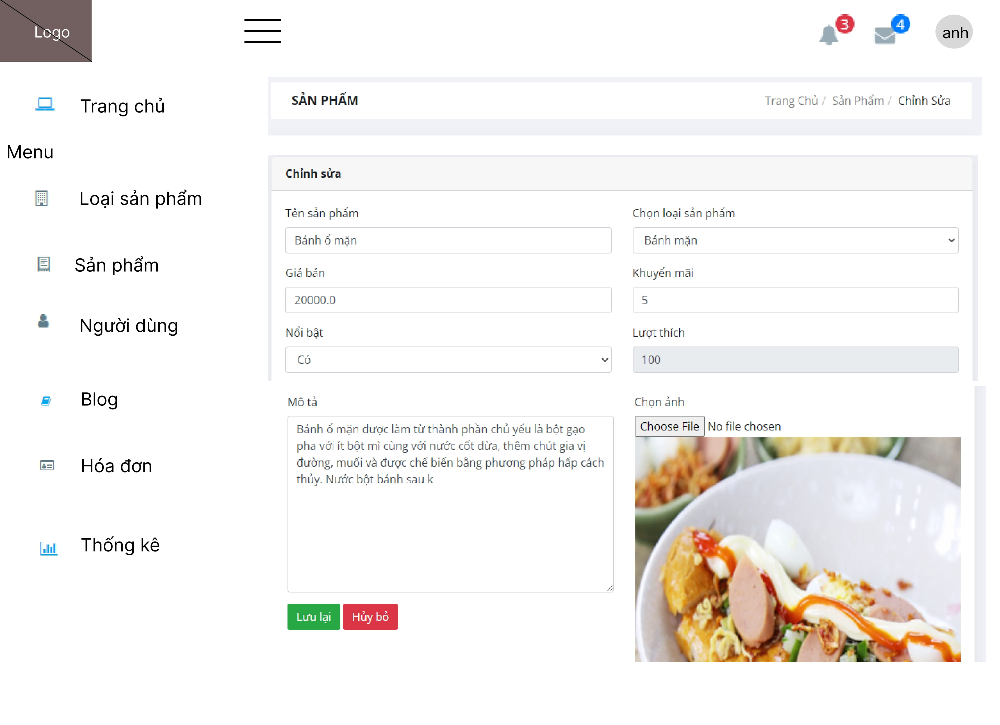 Logo
3
4
anh
Trang chủ
Menu
Loại sản phẩm
Sản phẩm
Người dùng
Blog
Hóa đơn
Thống kê
SẢN PHẨM
Trang Chủ / Sản Phẩm / Chỉnh Sửa
Chỉnh sửa
Tên sản phẩm
Bánh ổ mặn
Chọn loại sản phẩm
Bánh mặn
Giá bán
20000.0
Khuyến mãi
5
Nổi bật
Có
Lượt thích
100
Mô tả
Bánh ổ mặn được làm từ thành phần chủ yếu là bột gạo
pha với ít bột mì cùng với nước cốt dừa, thêm chút gia vị
đường, muối và được chế biến bằng phương pháp hấp cách
thủy. Nước bột bánh sau k
Chọn ảnh
Choose File No file chosen
Lưu lại
Hủy bỏ